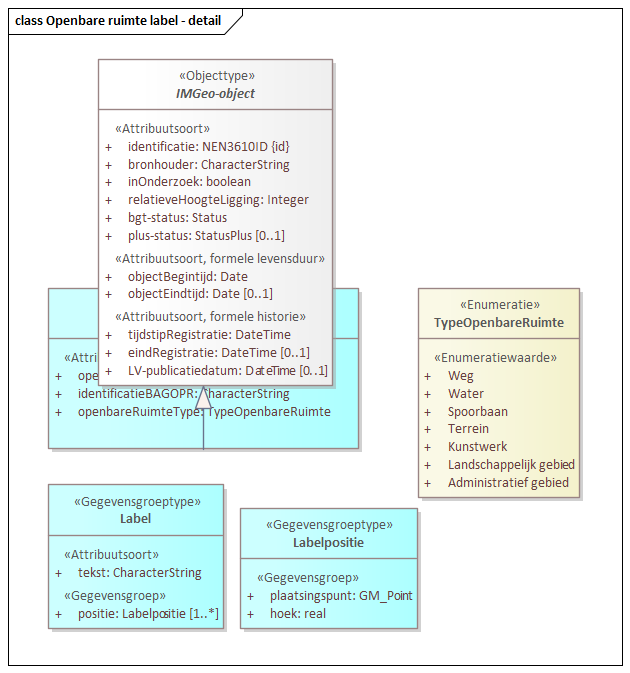 class Openbare ruimte label - detail
«Objecttype»
IMGeo-object
«Attribuutsoort»
+ identificatie: NEN3610ID {id}
+ bronhouder: CharacterString
+ inOnderzoek: boolean
+ relatieveHoogteLigging: Integer
+ bgt-status: Status
+ plus-status: StatusPlus [0..1]
«Attribuutsoort, formele levensduur»
+ objectBegintijd: Date
+ objectEindtijd: Date [0..1]
«Attribuutsoort, formele historie»
+ tijdstipRegistratie: DateTime
+ eindRegistratie: DateTime [0..1]
+ LV-publicatiedatum: DateTime [0..1]
«Attri
+ ope
+ identificatieBAGOPR: CharacterString
+ openbareRuimteType: TypeOpenbareRuimte
«Enumeratie»
TypeOpenbareRuimte
«Enumeratiewaarde»
+ Weg
+ Water
+ Spoorbaan
+ Terrein
+ Kunstwerk
+ Landschappelijk gebied
+ Administratief gebied
«Gegevensgroeptype»
Label
«Attribuutsoort»
+ tekst: CharacterString
«Gegevensgroep»
+ positie: Labelpositie [1..*]
«Gegevensgroeptype»
Labelpositie
«Gegevensgroep»
+ plaatsingspunt: GM_Point
+ hoek: real